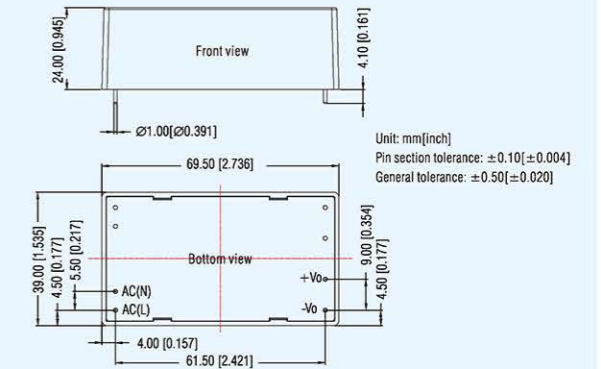 24.00 [0.945]
Front view
4.10 [0.161]
Ø1.00[Ø0.391]
Unit: mm[inch]
Pin section tolerance: ±0.10[±0.004]
General tolerance: ±0.50[±0.020]
69.50 [2.736]
39.00 [1.535]
4.50 [0.177]
5.50 [0.217]
Bottom view
AC(N)
AC(L)
+Vo
-Vo
9.00 [0.354]
4.50 [0.177]
4.00 [0.157]
61.50 [2.421]